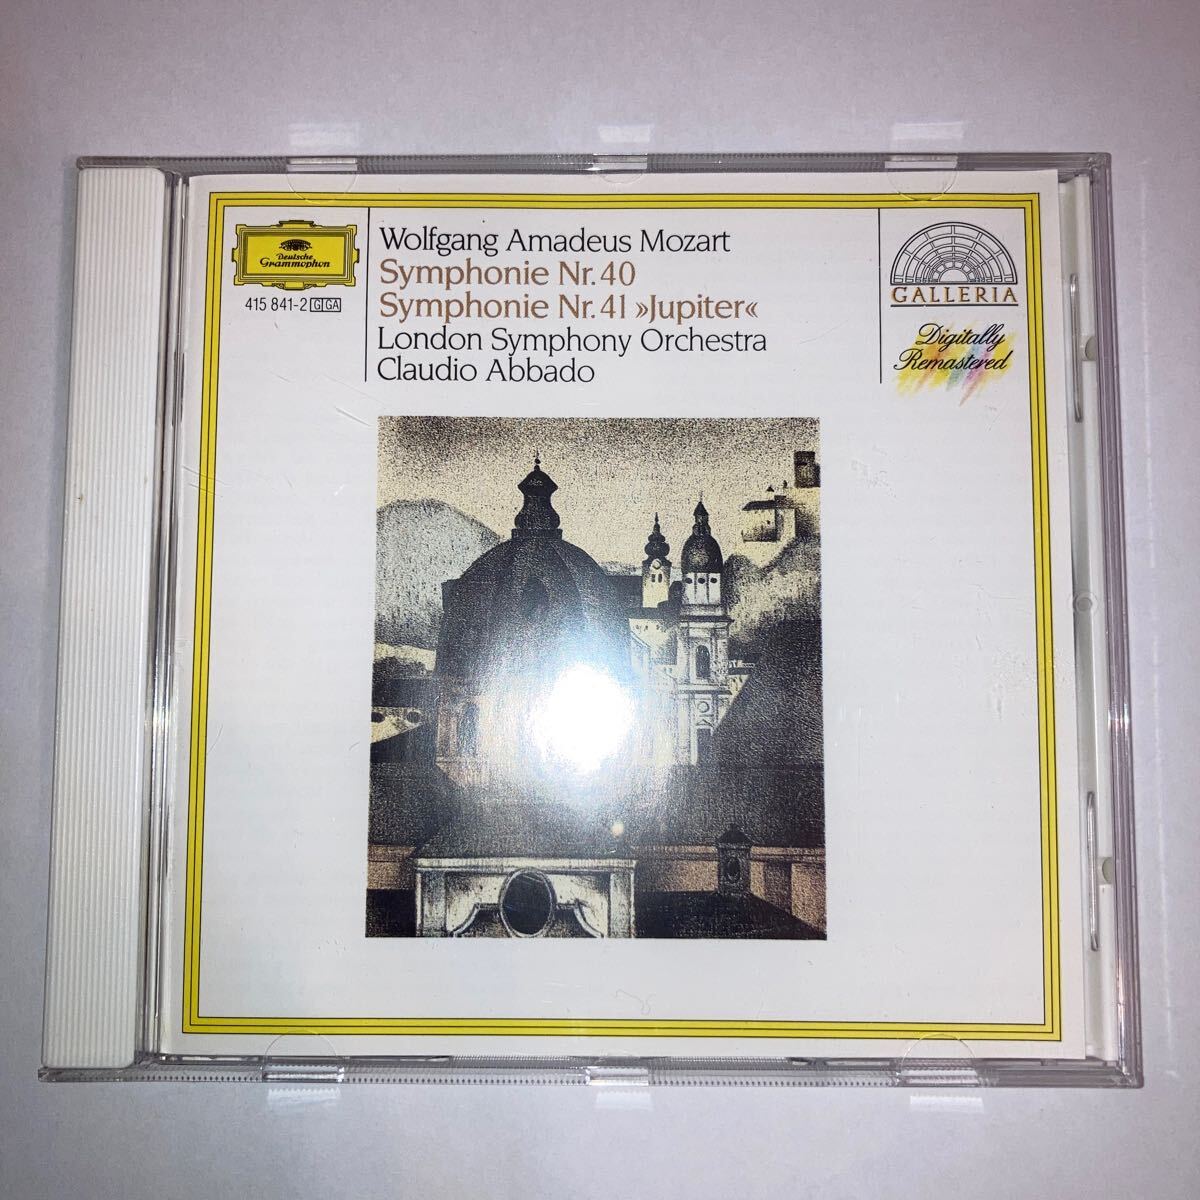 Deutsche
Grammophon
415 841-2 G GA
Wolfgang Amadeus Mozart
Symphonie Nr. 40
Symphonie Nr. 41 »Jupiter«
London Symphony Orchestra
Claudio Abbado
GALLERIA
Digitally
Remastered